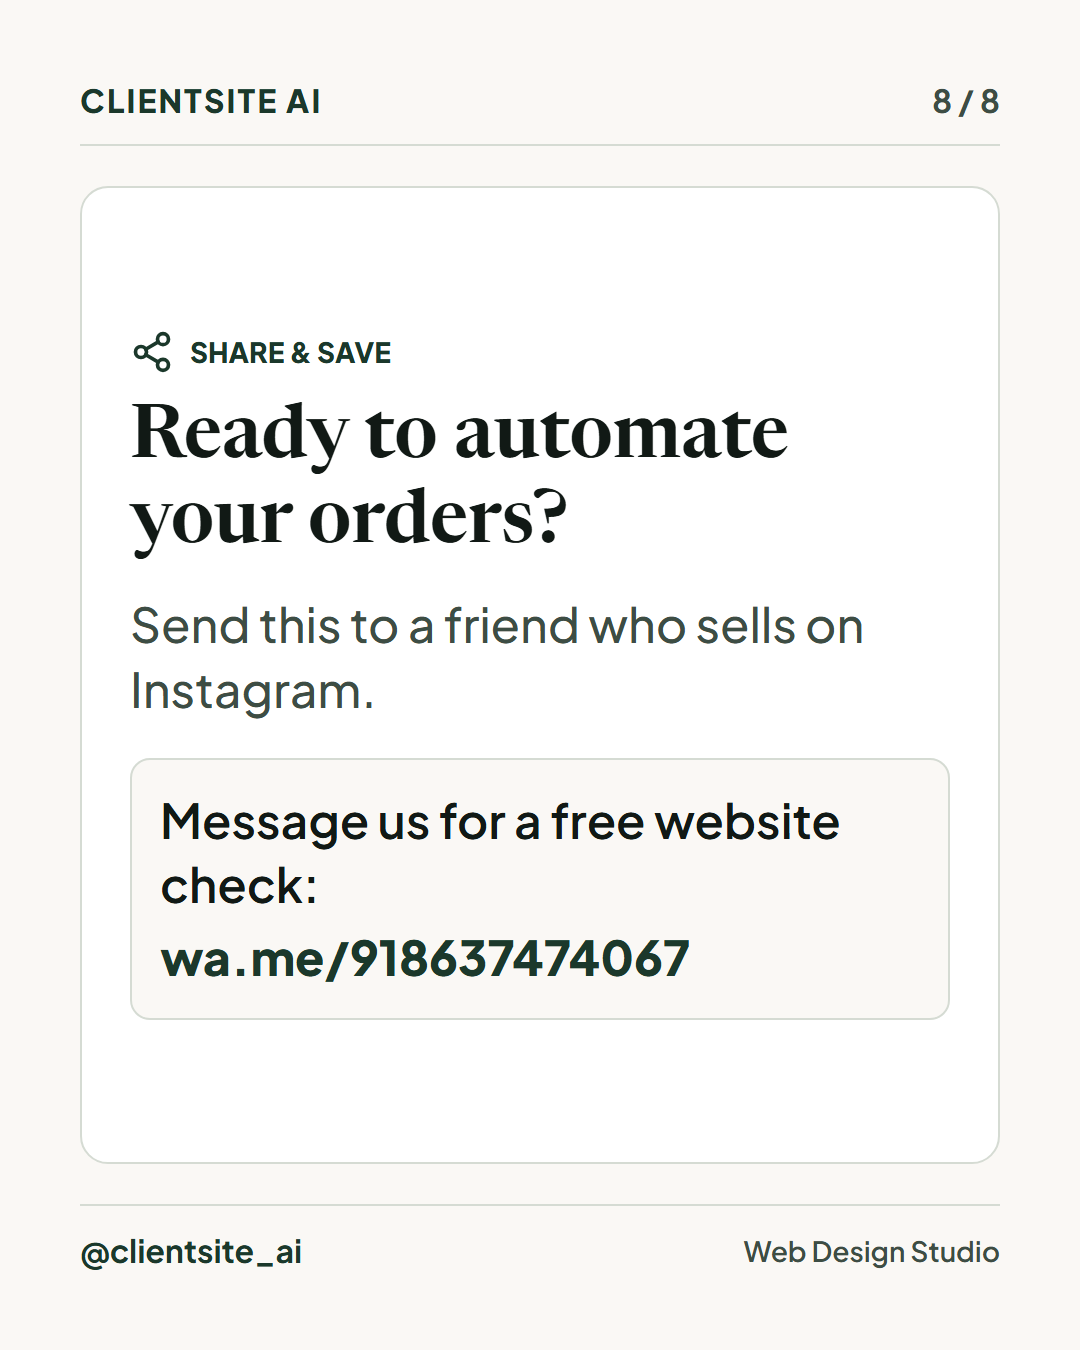 CLIENTSITE AI
8 / 8
SHARE & SAVE
Ready to automate
your orders?
Send this to a friend who sells on
Instagram.
Message us for a free website
check:
wa.me/918637474067
@clientsite_ai
Web Design Studio